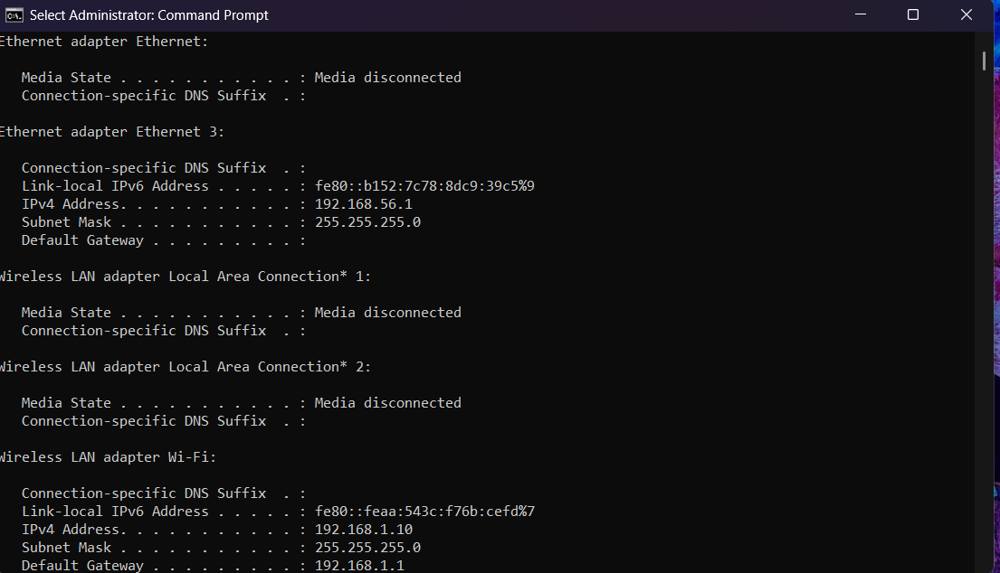 Select Administrator: Command Prompt
Ethernet adapter Ethernet:
Media State . . . . . . . . . . . : Media disconnected
Connection-specific DNS Suffix  . :
Ethernet adapter Ethernet 3:
Connection-specific DNS Suffix  . :
Link-local IPv6 Address . . . . . : fe80::b152:7c78:8dc9:39c5%9
IPv4 Address. . . . . . . . . . . : 192.168.56.1
Subnet Mask . . . . . . . . . . . : 255.255.255.0
Default Gateway . . . . . . . . . :
Wireless LAN adapter Local Area Connection* 1:
Media State . . . . . . . . . . . : Media disconnected
Connection-specific DNS Suffix  . :
Wireless LAN adapter Local Area Connection* 2:
Media State . . . . . . . . . . . : Media disconnected
Connection-specific DNS Suffix  . :
Wireless LAN adapter Wi-Fi:
Connection-specific DNS Suffix  . :
Link-local IPv6 Address . . . . . : fe80::feaa:543c:f76b:cefd%7
IPv4 Address. . . . . . . . . . . : 192.168.1.10
Subnet Mask . . . . . . . . . . . : 255.255.255.0
Default Gateway . . . . . . . . . : 192.168.1.1